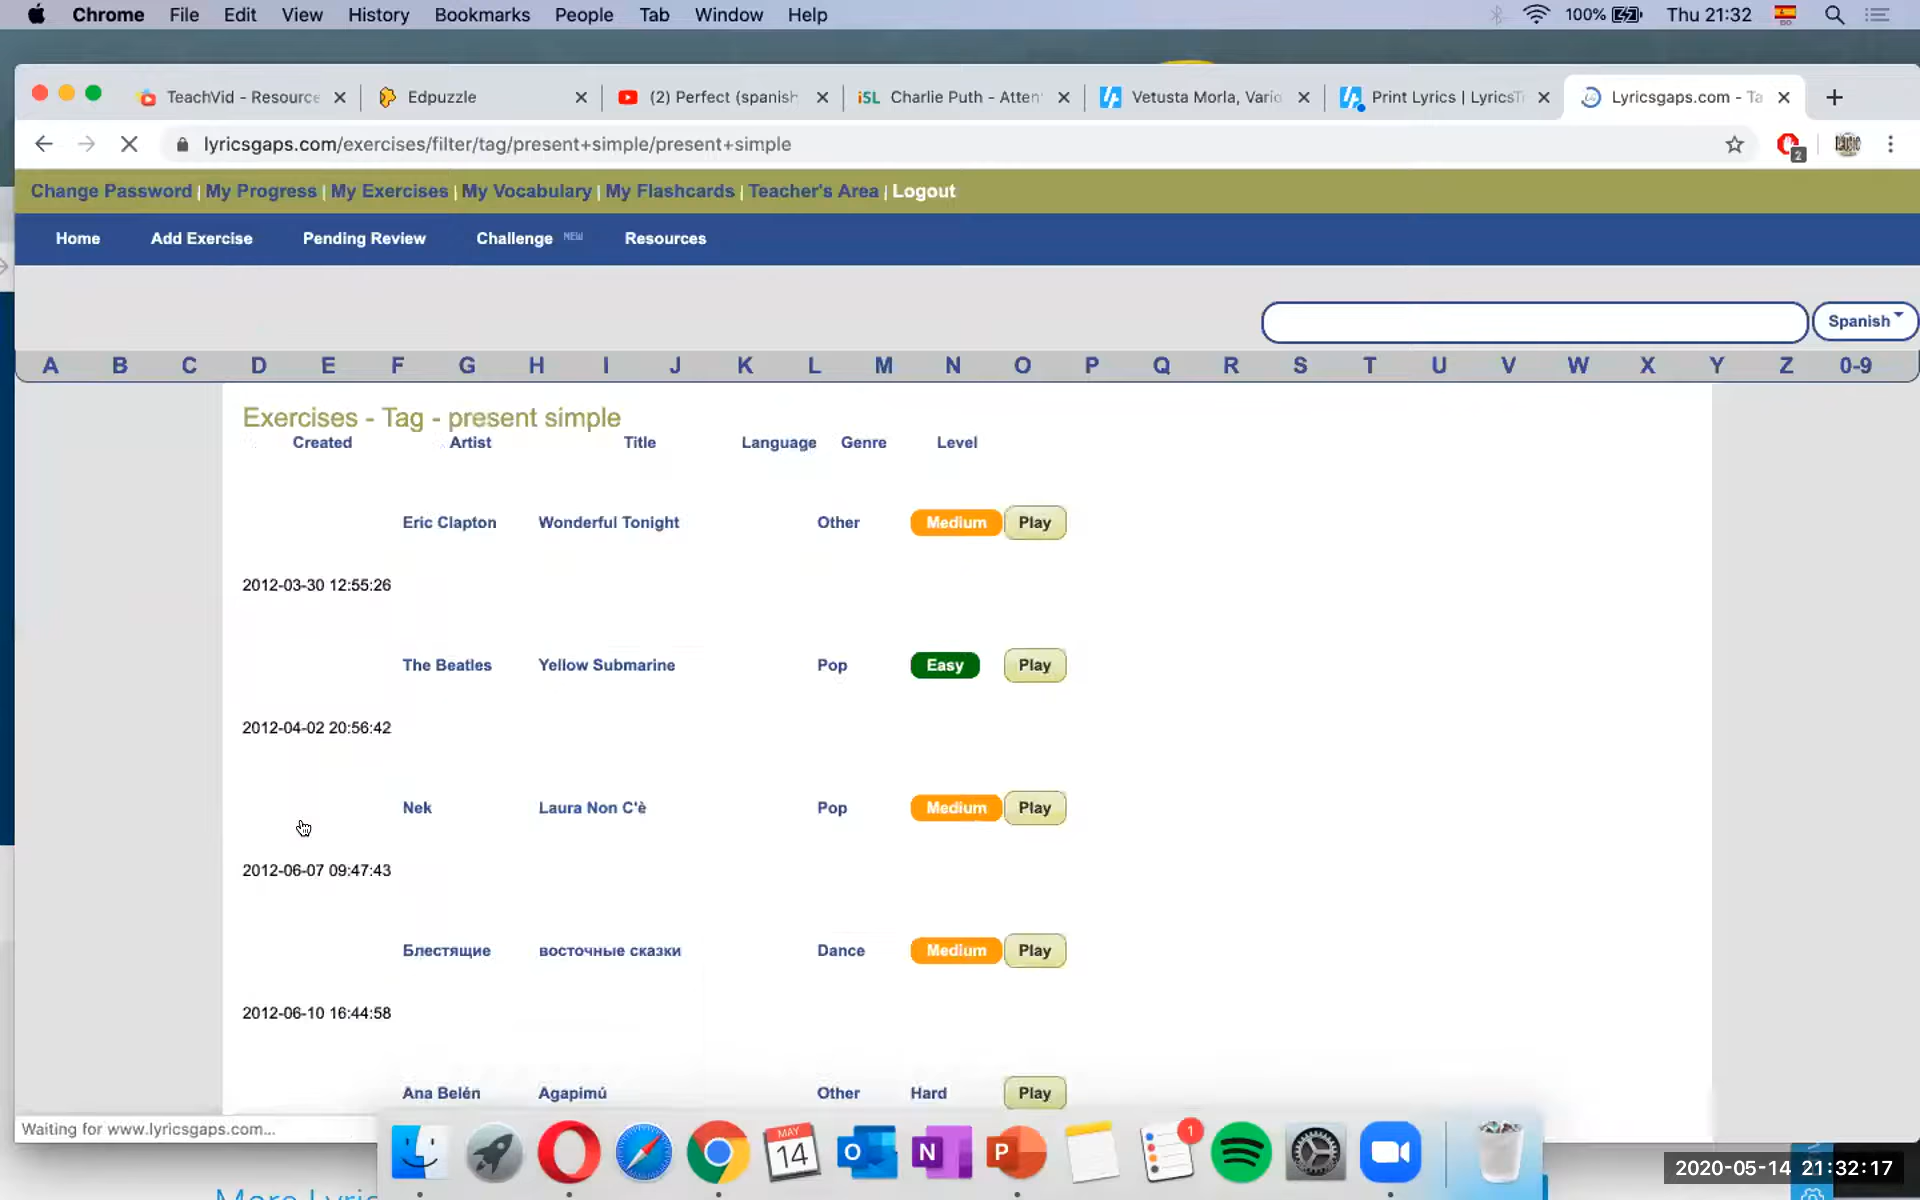 Chrome File Edit View History Bookmarks People Tab Window Help 100% Thu 21:32
TeachVid - Resource Edpuzzle (2) Perfect (spanish iSL Charlie Puth - Atten Vetusta Morla, Vario Print Lyrics | LyricsT Lyricsgaps.com - Ta
lyricsgaps.com/exercises/filter/tag/present+simple/present+simple 2
Change Password | My Progress | My Exercises | My Vocabulary | My Flashcards | Teacher's Area | Logout
Home Add Exercise Pending Review Challenge NEW Resources
Spanish
A B C D E F G H I J K L M N O P Q R S T U V W X Y Z 0-9
Exercises - Tag - present simple
Created Artist Title Language Genre Level
Eric Clapton Wonderful Tonight Other Medium Play
2012-03-30 12:55:26
The Beatles Yellow Submarine Pop Easy Play
2012-04-02 20:56:42
Nek Laura Non C'è Pop Medium Play
2012-06-07 09:47:43
Блестящие восточные сказки Dance Medium Play
2012-06-10 16:44:58
Ana Belén Agapimú Other Hard Play
Waiting for www.lyricsgaps.com...
MAY
14
1
2020-05-14 21:32:17